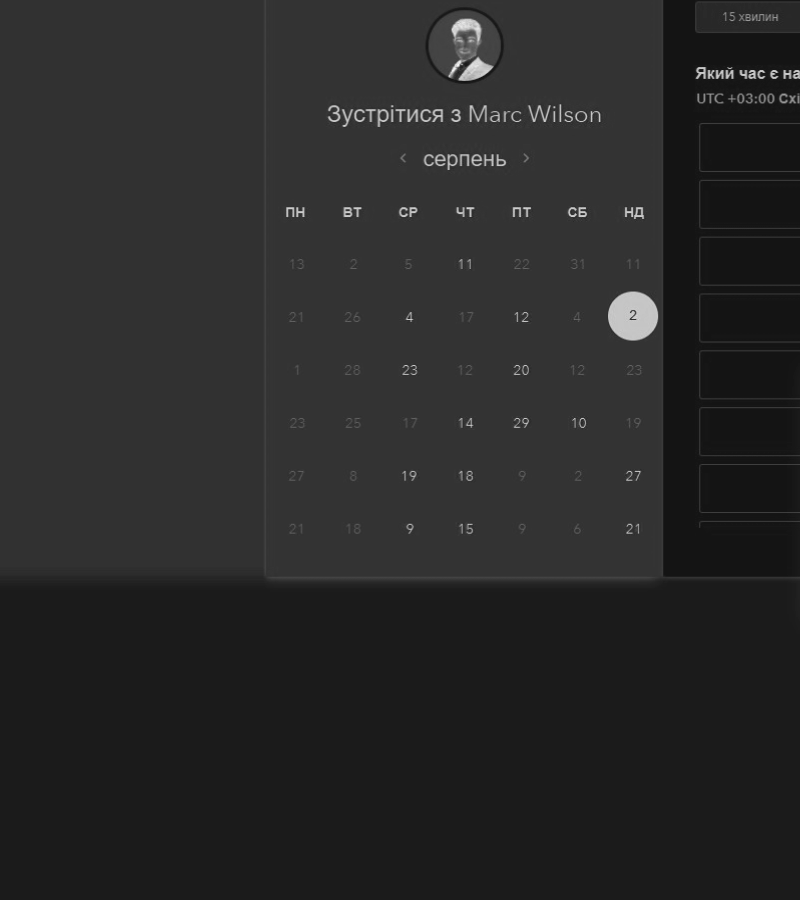 Зустрітися з Marc Wilson
серпень
ПН ВТ СР ЧТ ПТ СБ НД
13 2 5 11 22 31 11
21 26 4 17 12 4 2
1 28 23 12 20 12 23
23 25 17 14 29 10 19
27 8 19 18 9 2 27
21 18 9 15 9 6 21
15 хвилин
Який час є на
UTC +03:00 Схі